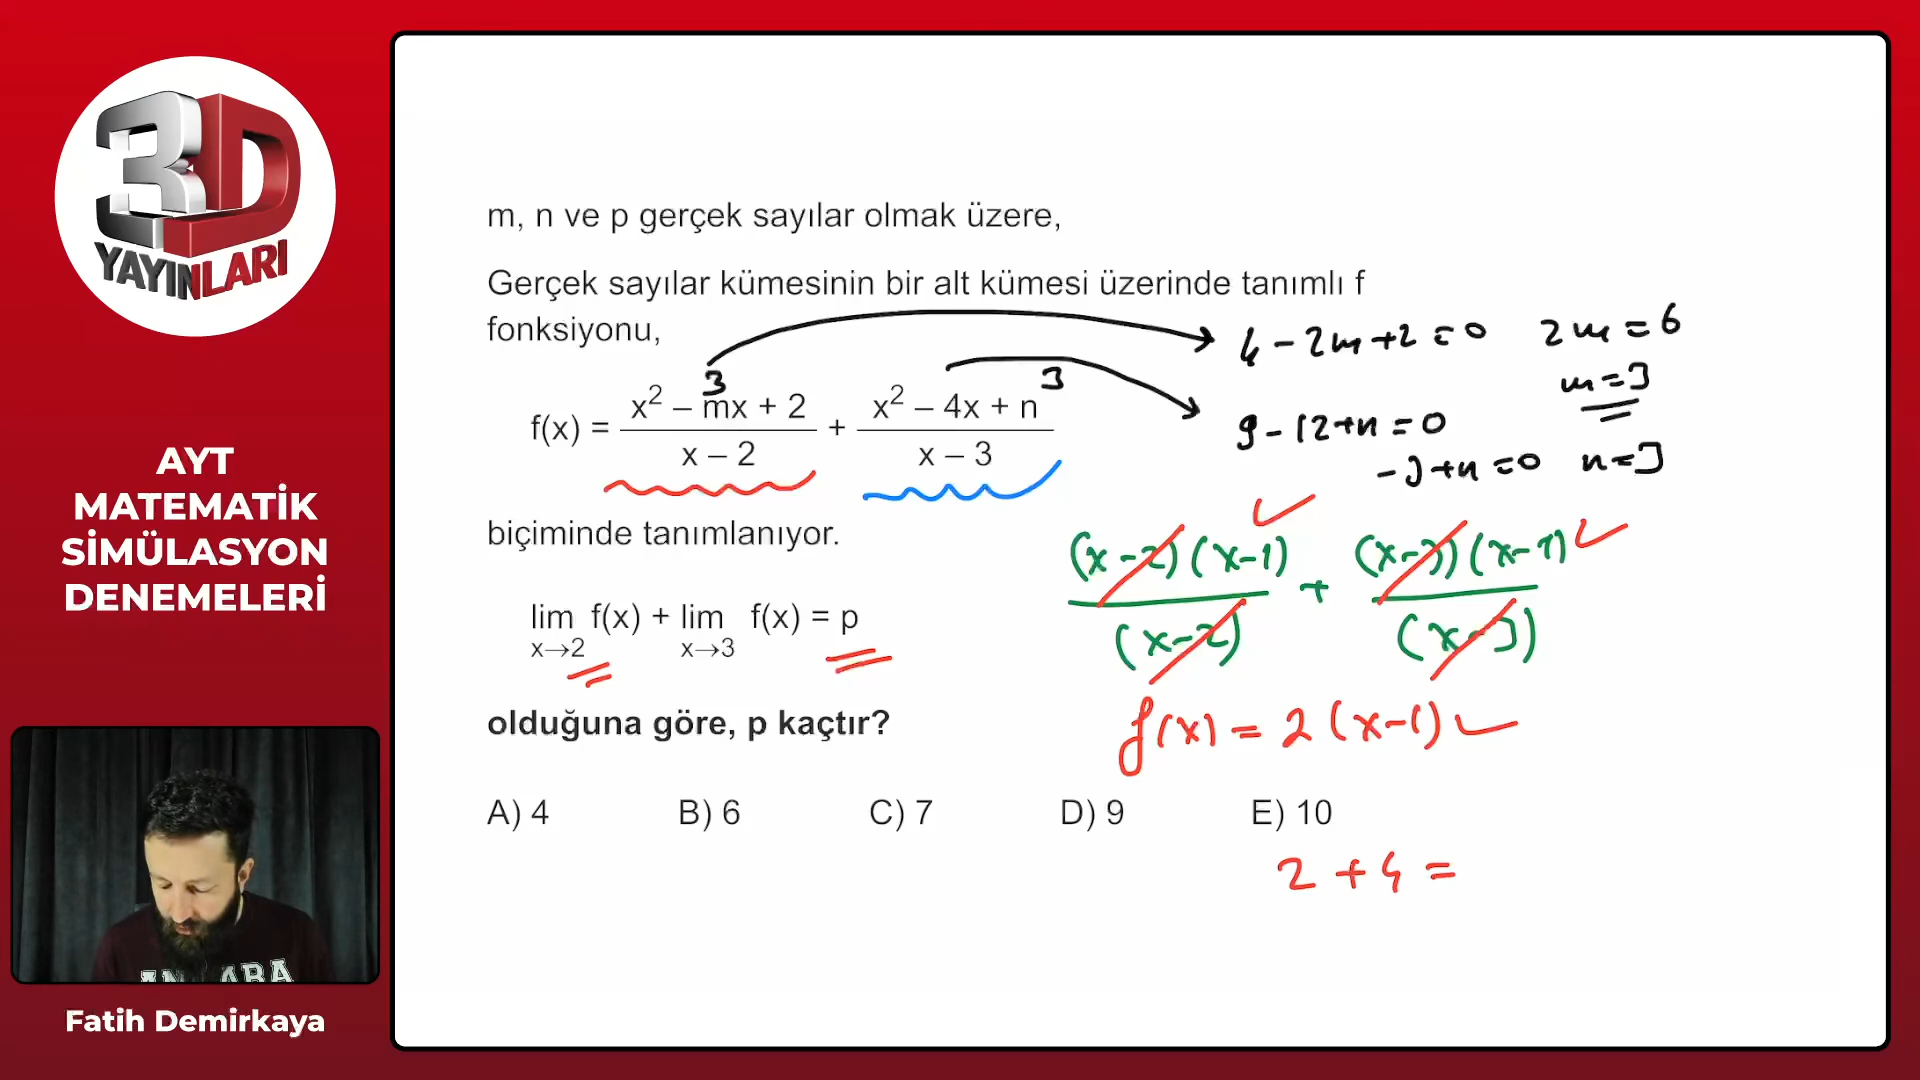 3D
YAYINLARI
AYT
MATEMATİK
SİMÜLASYON
DENEMELERİ
ANKARA
Fatih Demirkaya
m, n ve p gerçek sayılar olmak üzere,
Gerçek sayılar kümesinin bir alt kümesi üzerinde tanımlı f
fonksiyonu,
f(x) = (x² – mx + 2)/(x – 2) + (x² – 4x + n)/(x – 3)
3 3
biçiminde tanımlanıyor.
lim x→2 f(x) + lim x→3 f(x) = p
olduğuna göre, p kaçtır?
A) 4 B) 6 C) 7 D) 9 E) 10
4 - 2m + 2 = 0 2m = 6
m = 3
9 - 12 + n = 0
-3 + n = 0 n = 3
(x-2)(x-1)/(x-2) + (x-3)(x-1)/(x-3)
f(x) = 2(x-1)
2 + 4 =